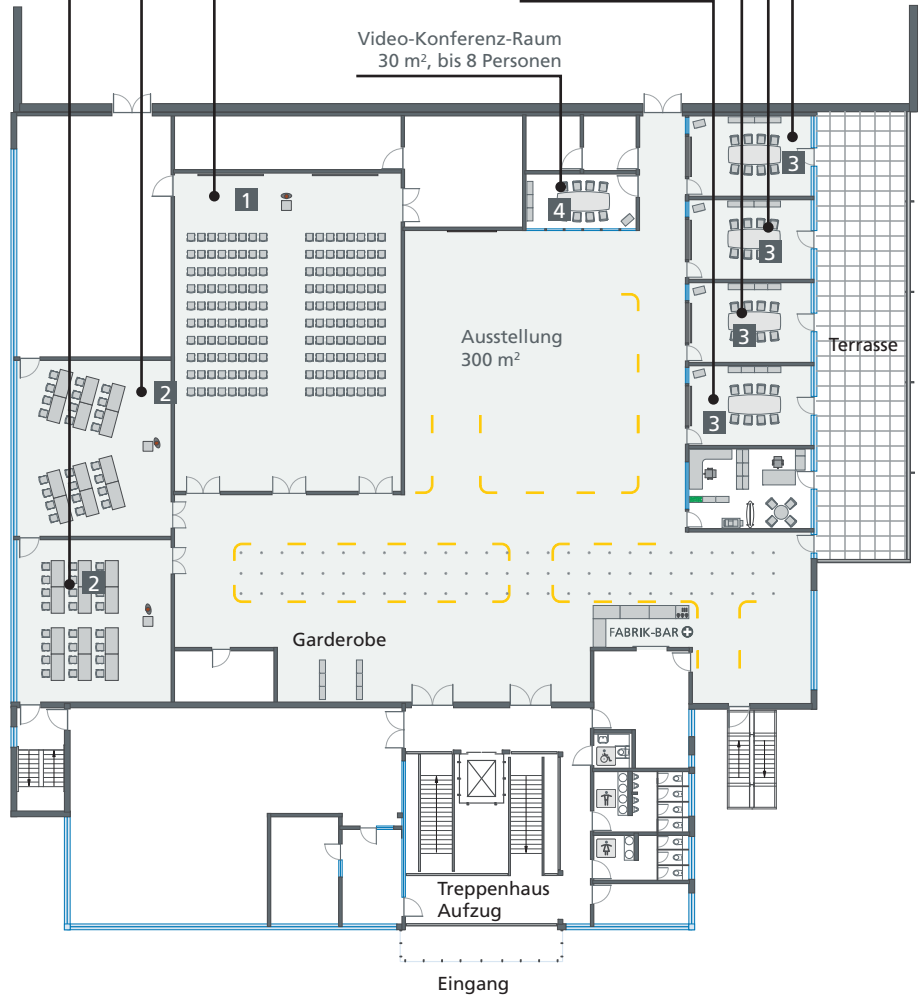 Video-Konferenz-Raum
30 m², bis 8 Personen
1
4
3
3
Ausstellung
300 m²
3
Terrasse
2
3
2
Garderobe
FABRIK-BAR
Treppenhaus
Aufzug
Eingang